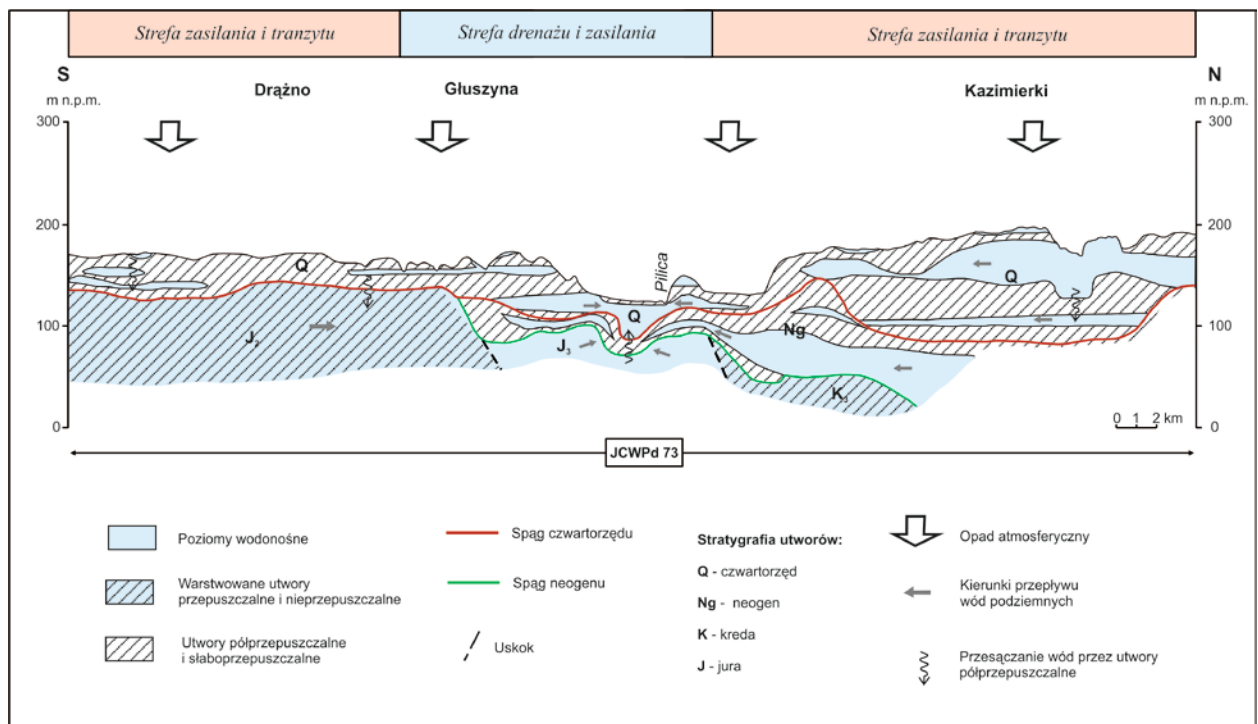 Strefa zasilania i tranzytu
Strefa drenażu i zasilania
Strefa zasilania i tranzytu
S
N
m n.p.m.
Drążno
Głuszyna
Kazimierki
m n.p.m.
300
300
200
200
Pilica
Q
Q
100
100
Q
Ng
J2
J3
K3
0 1 2 km
0
0
JCWPd 73
Poziomy wodonośne
Warstwowane utwory
przepuszczalne i nieprzepuszczalne
Utwory półprzepuszczalne
i słaboprzepuszczalne
Spąg czwartorzędu
Spąg neogenu
Uskok
Stratygrafia utworów:
Q - czwartorzęd
Ng - neogen
K - kreda
J - jura
Opad atmosferyczny
Kierunki przepływu
wód podziemnych
Przesączanie wód przez utwory
półprzepuszczalne